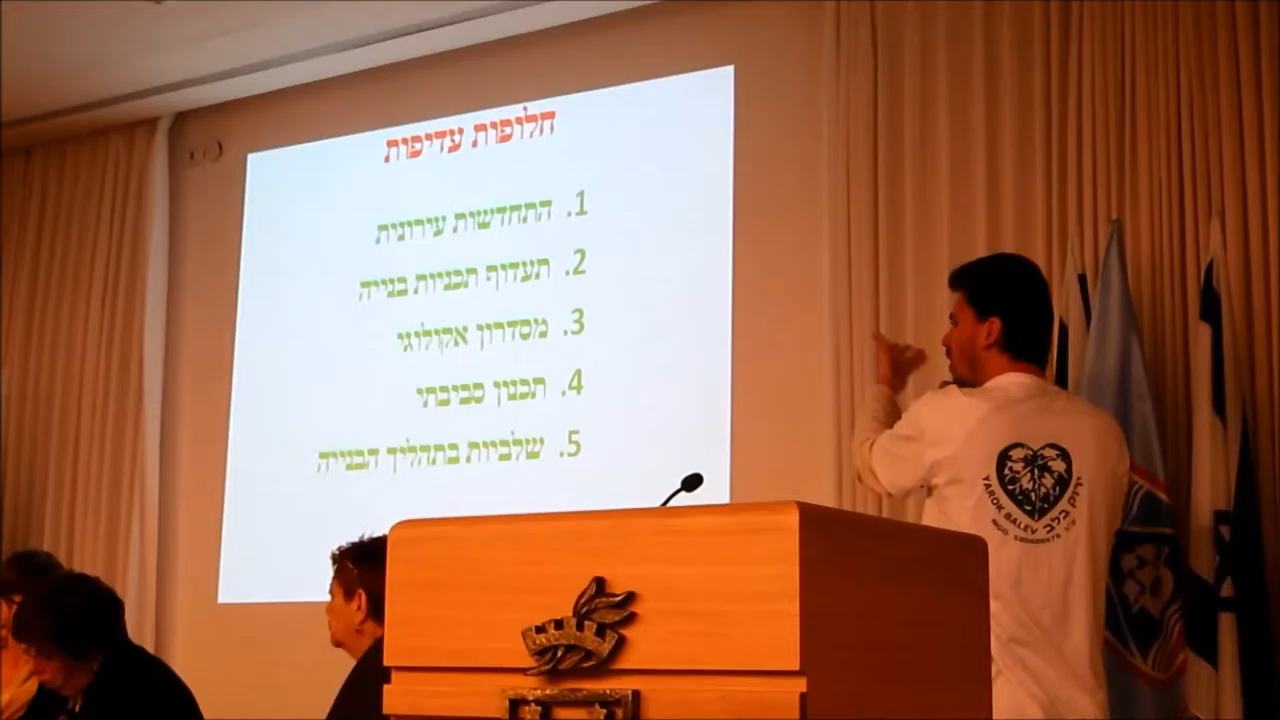 חלופות עדיפות
1. התחדשות עירונית
2. תעדוף תכניות בנייה
3. מסדרון אקולוגי
4. תכנון סביבתי
5. שלביות בתהליך הבנייה
YAROK BALEV ירוק בלב